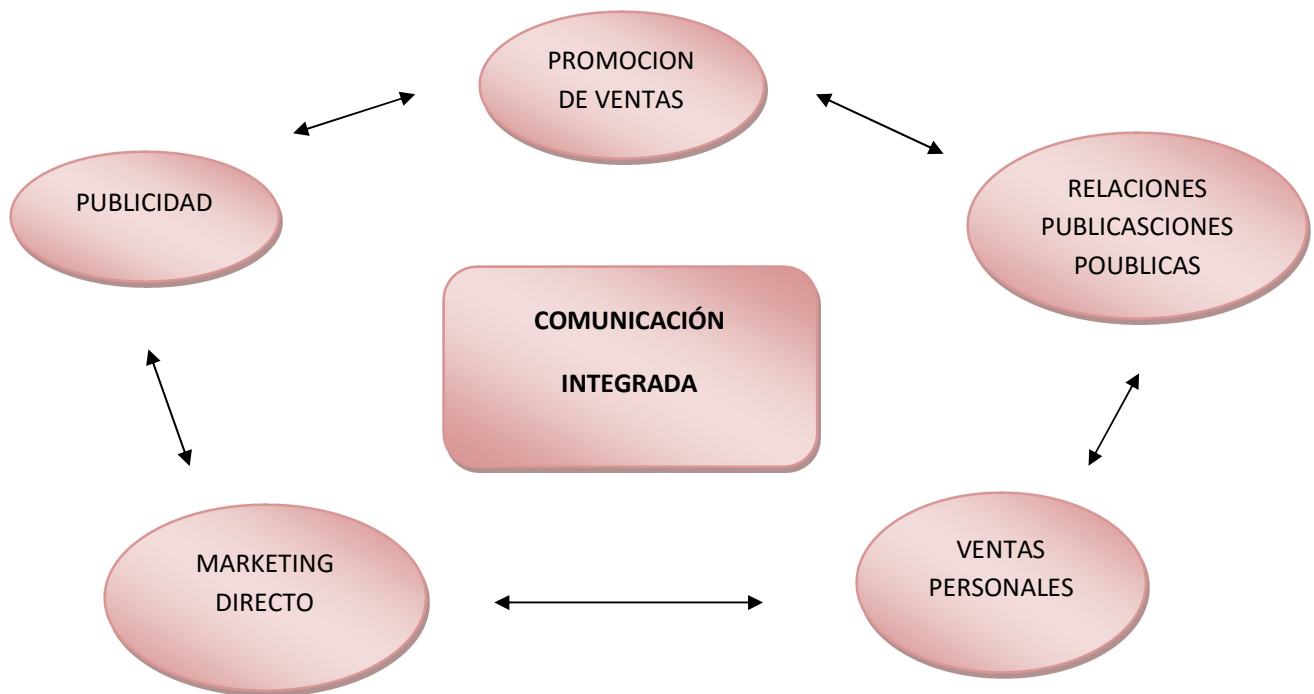 PROMOCION
DE VENTAS
PUBLICIDAD
RELACIONES
PUBLICASCIONES
POUBLICAS
COMUNICACIÓN
INTEGRADA
MARKETING
DIRECTO
VENTAS
PERSONALES